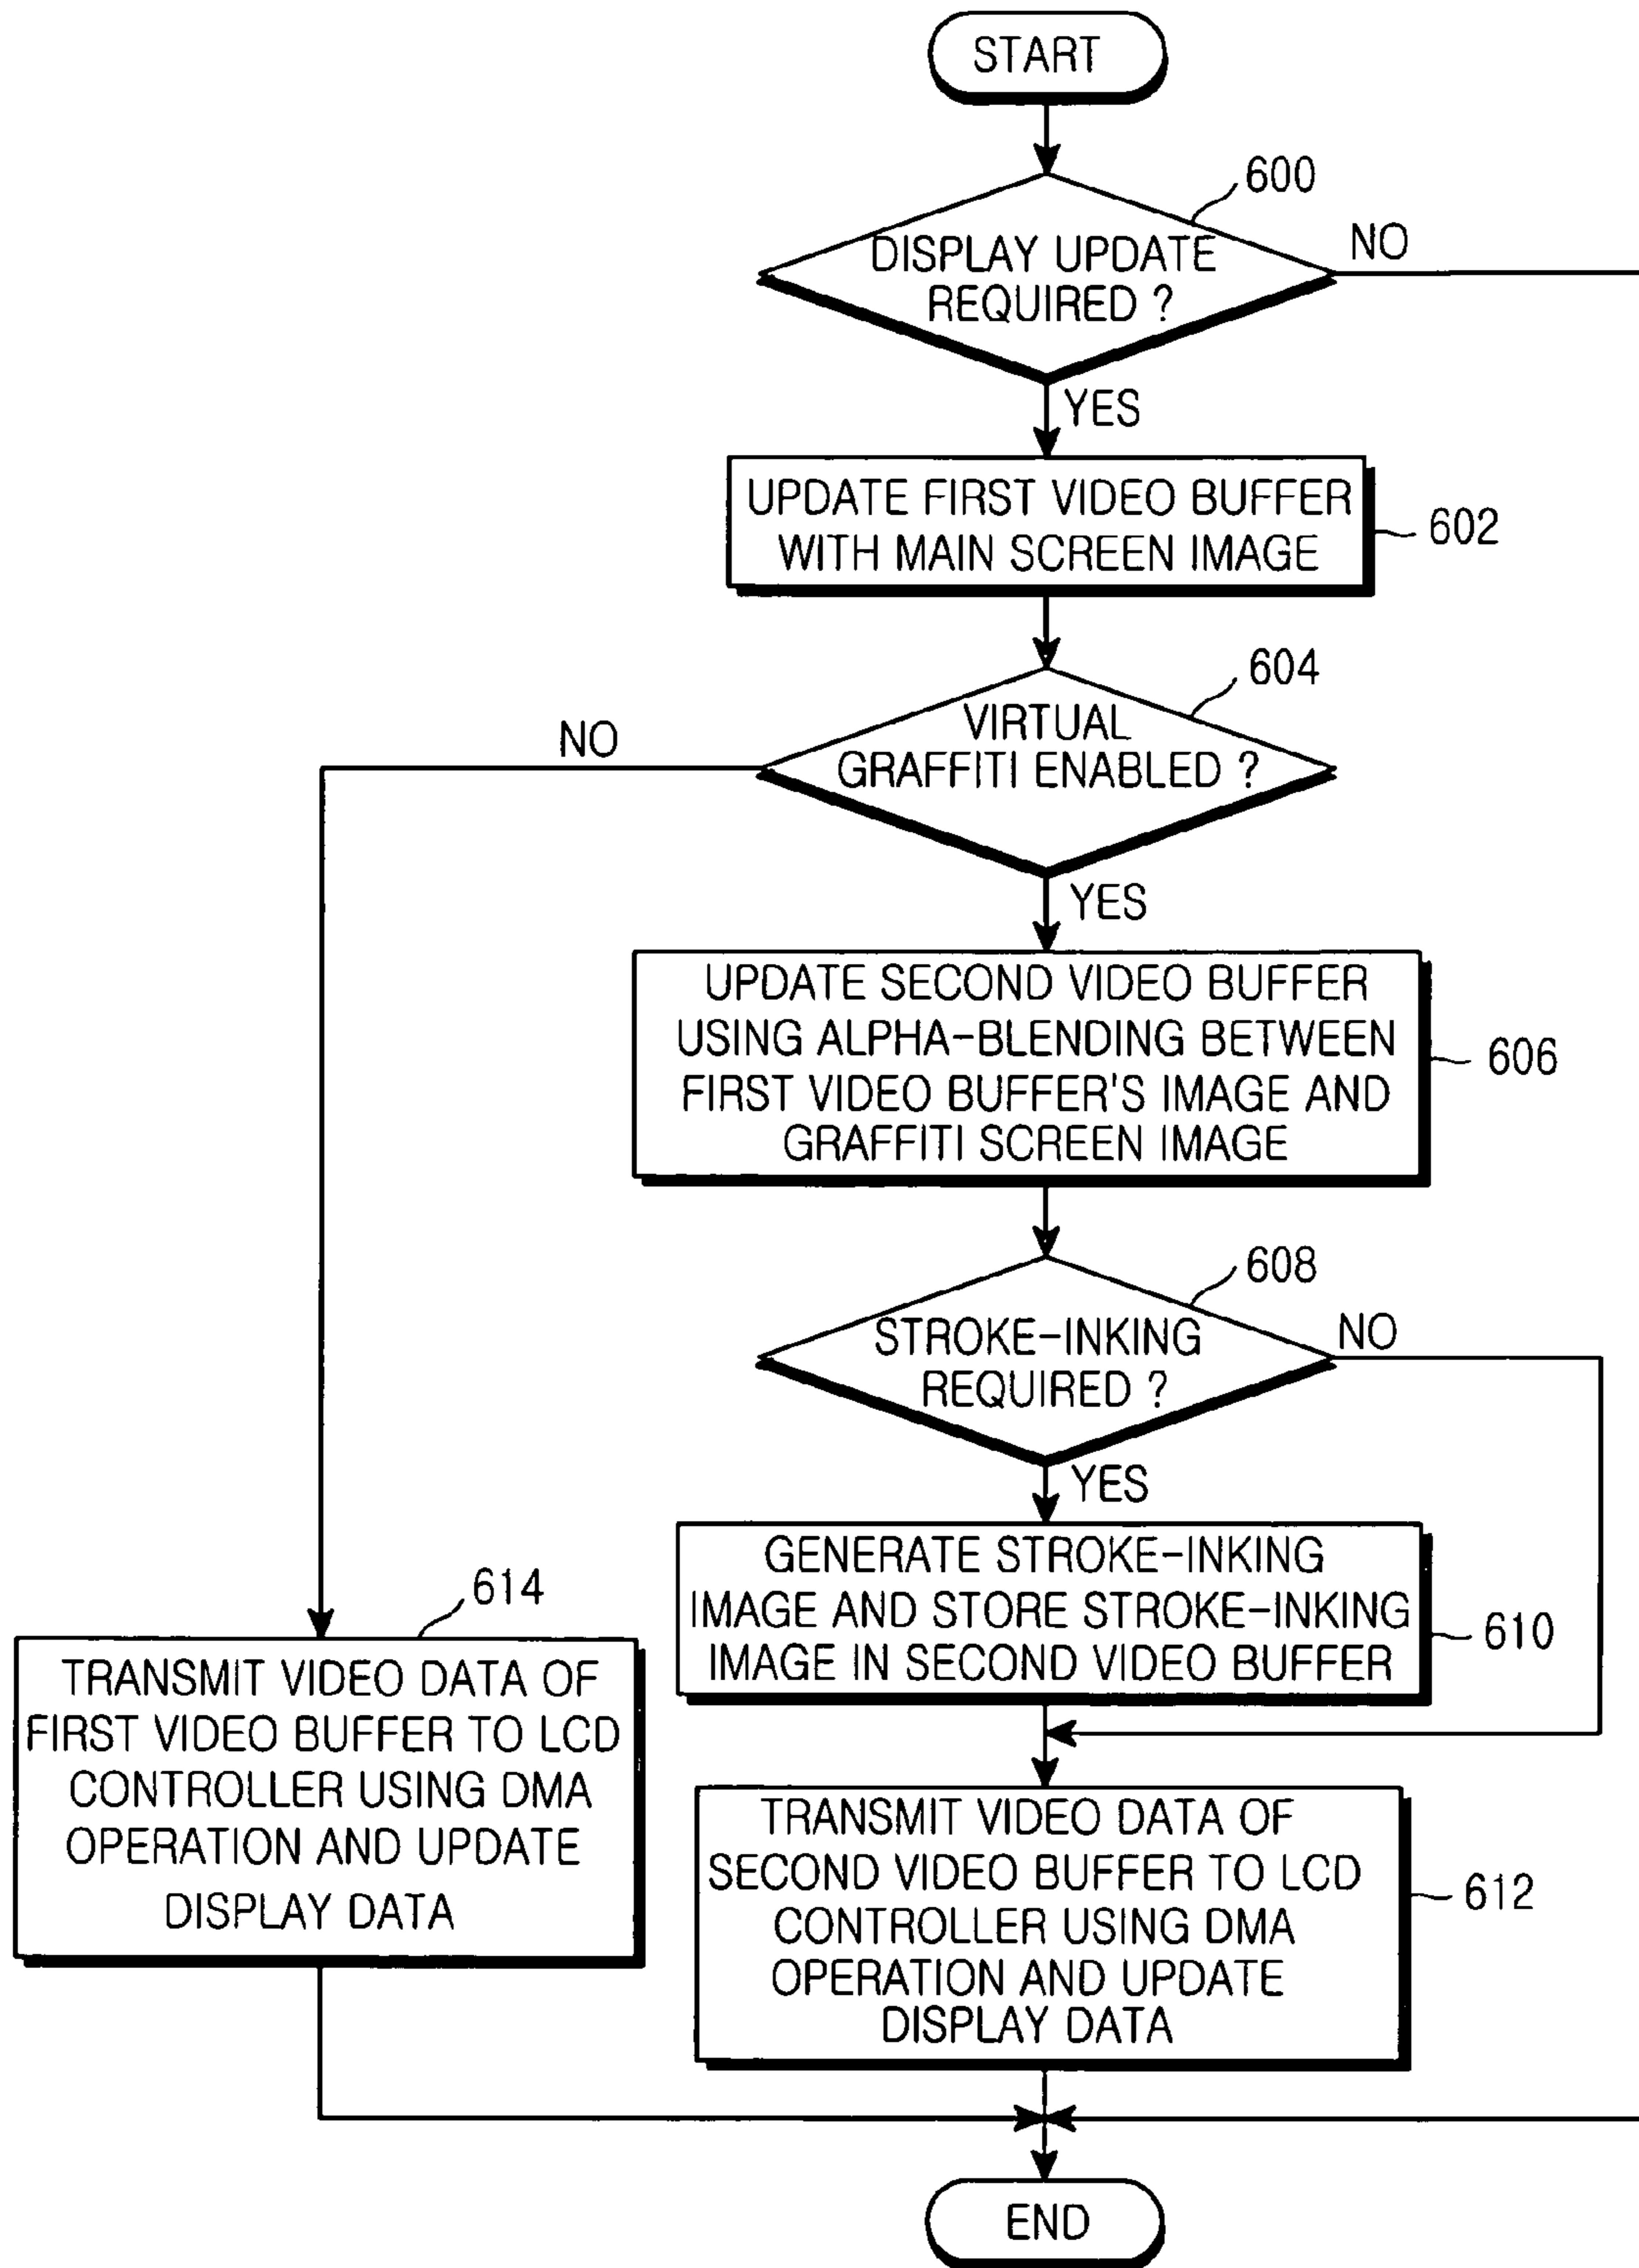 START
600
DISPLAY UPDATE
REQUIRED ?
NO
YES
UPDATE FIRST VIDEO BUFFER
WITH MAIN SCREEN IMAGE
602
604
VIRTUAL
GRAFFITI ENABLED ?
NO
YES
UPDATE SECOND VIDEO BUFFER
USING ALPHA-BLENDING BETWEEN
FIRST VIDEO BUFFER'S IMAGE AND
GRAFFITI SCREEN IMAGE
606
608
STROKE-INKING
REQUIRED ?
NO
YES
GENERATE STROKE-INKING
IMAGE AND STORE STROKE-INKING
IMAGE IN SECOND VIDEO BUFFER
610
614
TRANSMIT VIDEO DATA OF
FIRST VIDEO BUFFER TO LCD
CONTROLLER USING DMA
OPERATION AND UPDATE
DISPLAY DATA
TRANSMIT VIDEO DATA OF
SECOND VIDEO BUFFER TO LCD
CONTROLLER USING DMA
OPERATION AND UPDATE
DISPLAY DATA
612
END